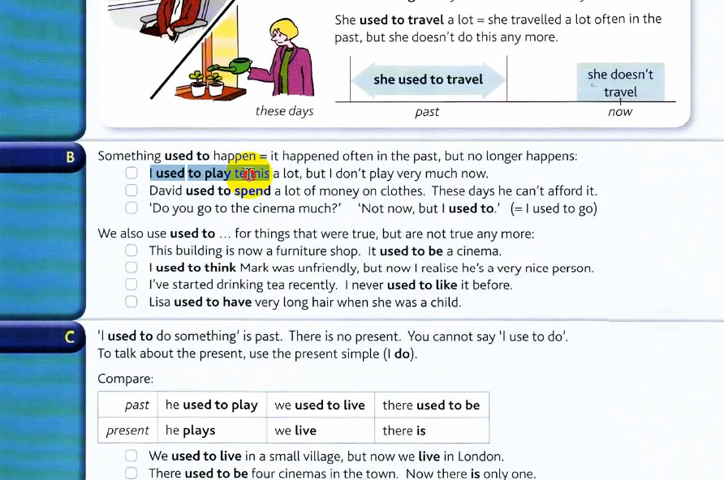 She used to travel a lot = she travelled a lot often in the
past, but she doesn't do this any more.
she used to travel
she doesn't
travel
these days
past
now
B
Something used to happen = it happened often in the past, but no longer happens:
I used to play tennis a lot, but I don't play very much now.
David used to spend a lot of money on clothes. These days he can't afford it.
'Do you go to the cinema much?' 'Not now, but I used to.' (= I used to go)
We also use used to ... for things that were true, but are not true any more:
This building is now a furniture shop. It used to be a cinema.
I used to think Mark was unfriendly, but now I realise he's a very nice person.
I've started drinking tea recently. I never used to like it before.
Lisa used to have very long hair when she was a child.
C
'I used to do something' is past. There is no present. You cannot say 'I use to do'.
To talk about the present, use the present simple (I do).
Compare:
past he used to play we used to live there used to be
present he plays we live there is
We used to live in a small village, but now we live in London.
There used to be four cinemas in the town. Now there is only one.